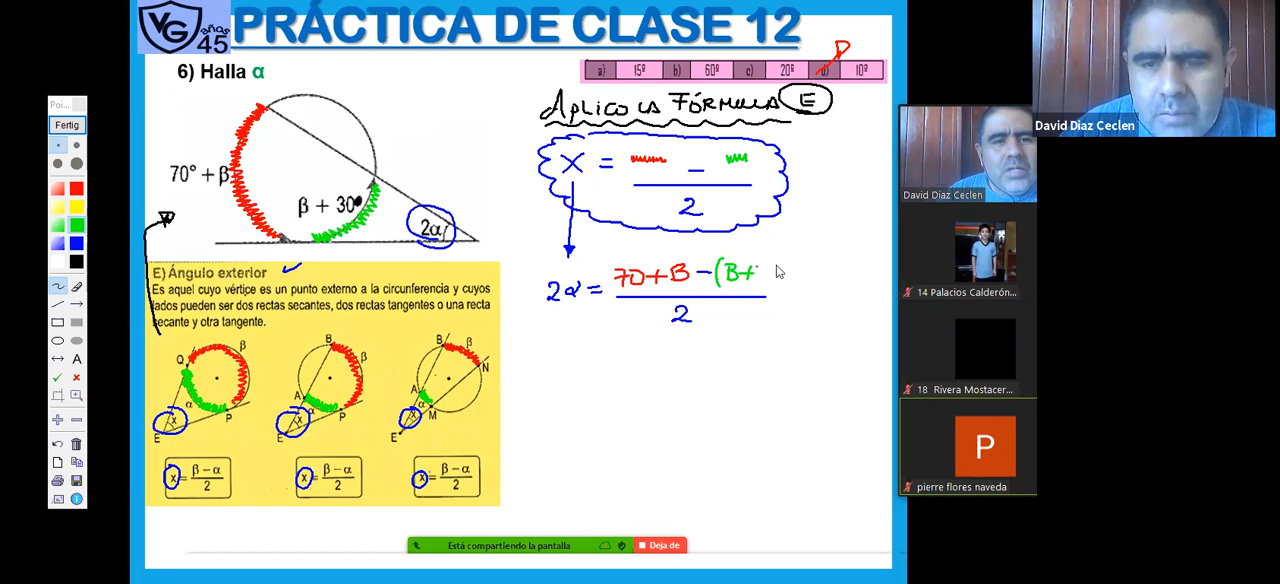 VG
años
45
PRÁCTICA DE CLASE 12
6) Halla α
a) 15º b) 60º c) 20º d) 10º
APLICO LA FÓRMULA E
70° + β
β + 30°
2α
X = —
2
2α = 70 + B - (B+
2
E) Ángulo exterior
Es aquel cuyo vértice es un punto externo a la circunferencia y cuyos
lados pueden ser dos rectas secantes, dos rectas tangentes o una recta
secante y otra tangente.
Q β α x P E
B β A α x P E
B β N A α x M E
x = β – α
2
x = β – α
2
x = β – α
2
Poi...
Fertig
A
Está compartiendo la pantalla
Deja de
David Diaz Ceclen
David Diaz Ceclen
14 Palacios Calderón...
18 Rivera Mostacer...
P
pierre flores naveda